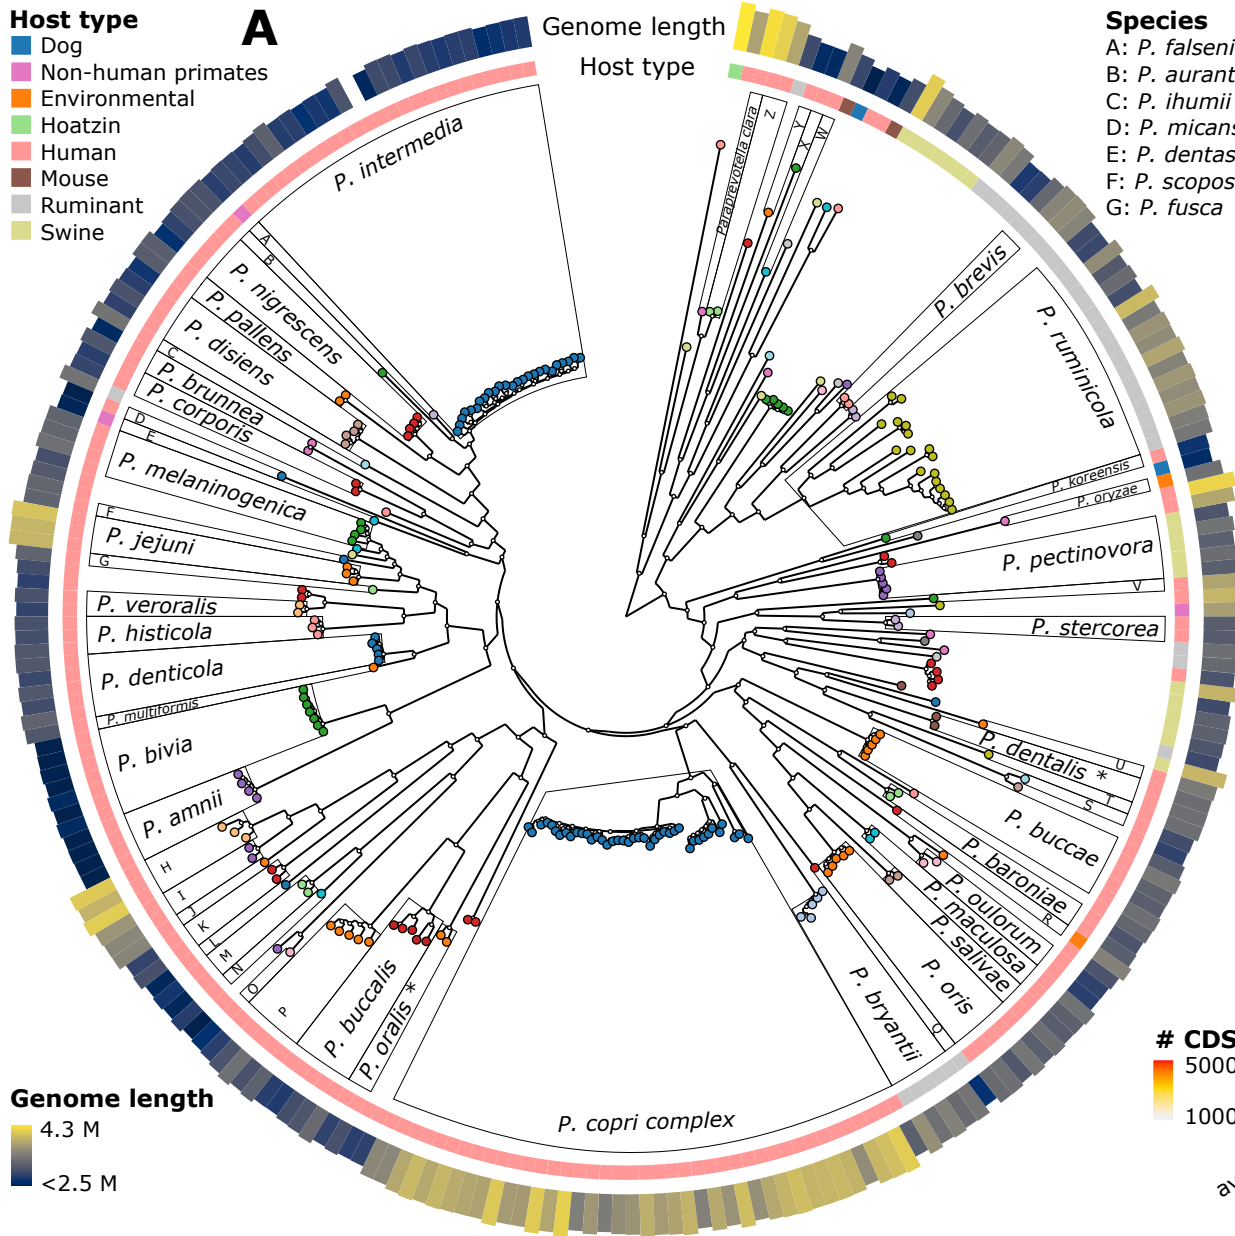 Host type
Dog
Non-human primates
Environmental
Hoatzin
Human
Mouse
Ruminant
Swine
A
Genome length
Host type
Species
A: P. falseni
B: P. aurant
C: P. ihumii
D: P. micans
E: P. dentas
F: P. scopos
G: P. fusca
P. intermedia
A
B
P. nigrescens
P. pallens
P. disiens
C
P. brunnea
P. corporis
D
E
P. melaninogenica
F
P. jejuni
G
P. veroralis
P. histicola
P. denticola
P. multiformis
P. bivia
P. amnii
H
I
J
K
L
M
N
O
P
P. buccalis
P. oralis *
P. copri complex
P. bryantii
Q
P. oris
P. salivae
P. maculosa
P. oulorum
R
P. baroniae
P. buccae
S
T
U
P. dentalis *
P. stercorea
V
P. pectinovora
P. oryzae
P. koreensis
P. ruminicola
P. brevis
W
X
Y
Z
Paraprevotella clara
Genome length
4.3 M
<2.5 M
# CDS
5000
1000
av